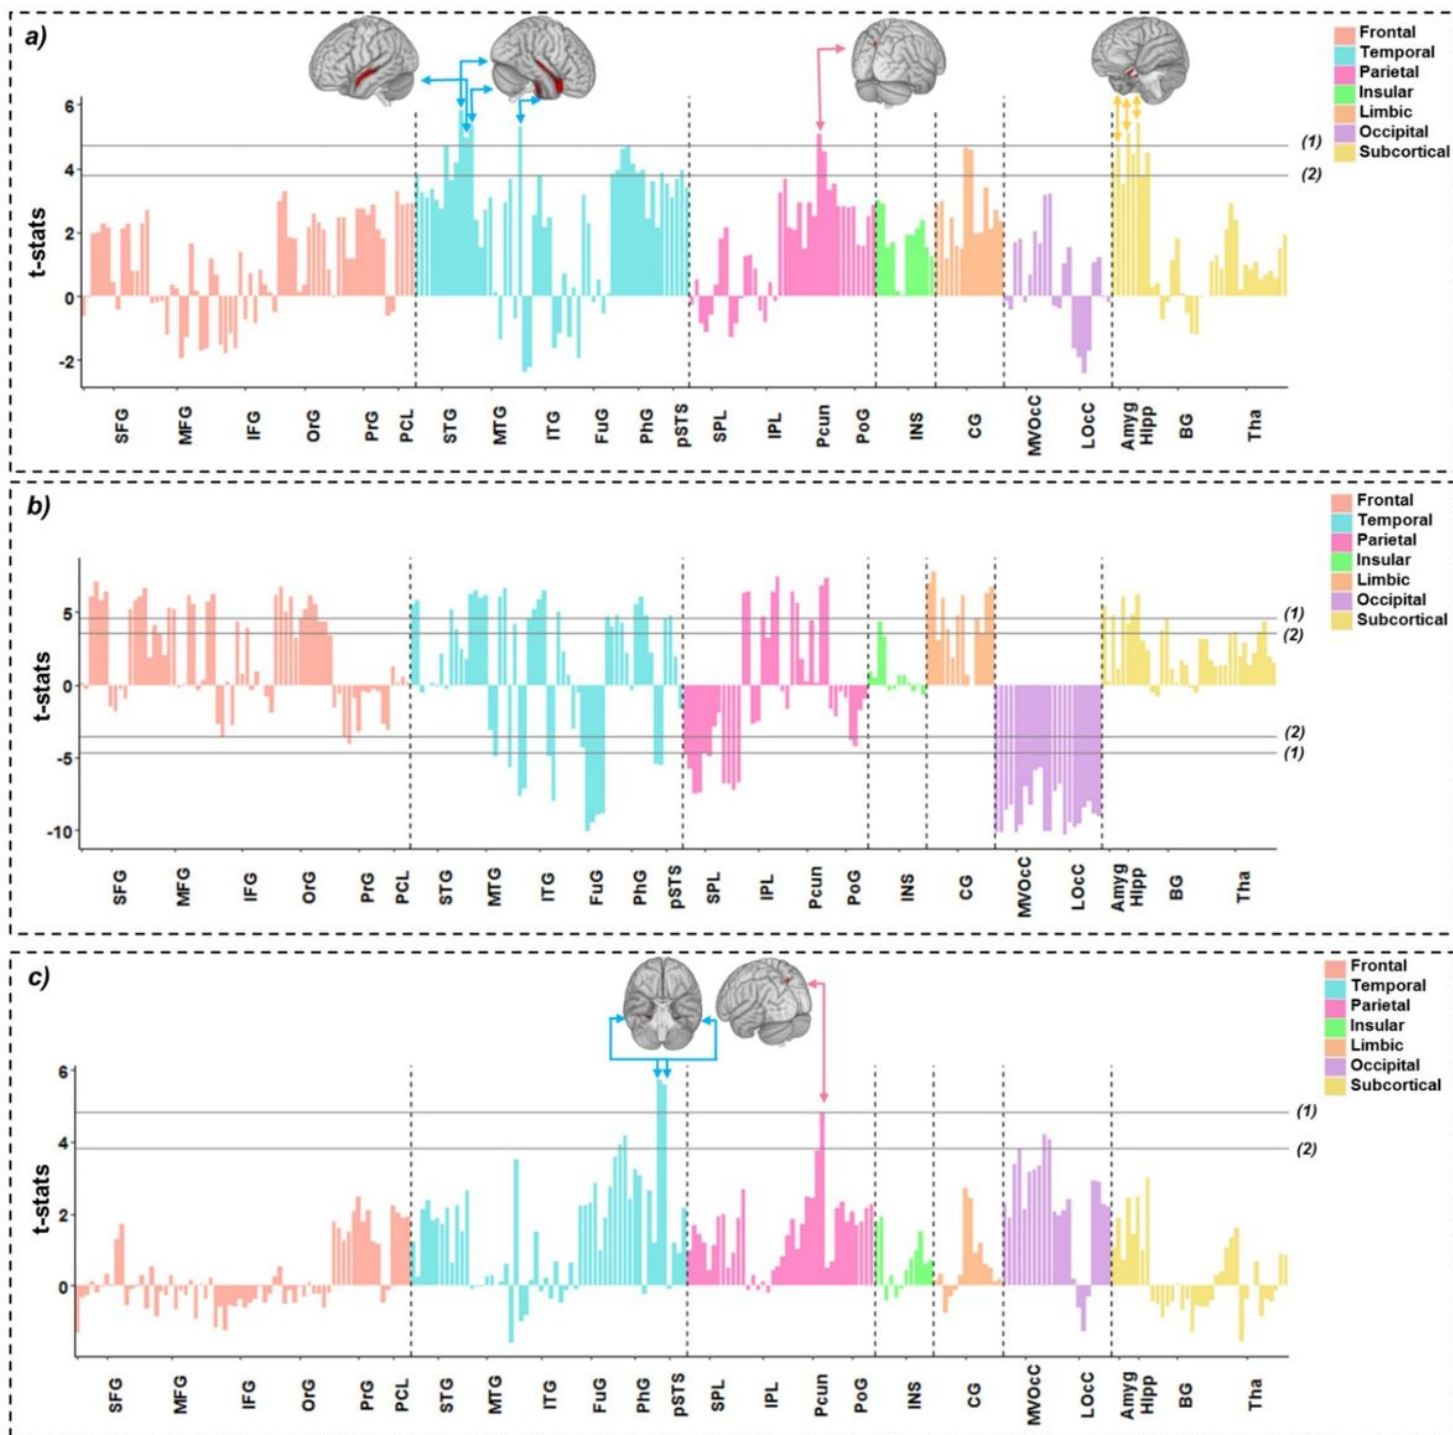 a)
Frontal
Temporal
Parietal
Insular
Limbic
Occipital
Subcortical
6
4
2
0
-2
t-stats
(1)
(2)
SFG MFG IFG OrG PrG PCL STG MTG ITG FuG PhG pSTS SPL IPL Pcun PoG INS CG MVOcC LOcC Amyg Hipp BG Tha
b)
Frontal
Temporal
Parietal
Insular
Limbic
Occipital
Subcortical
5
0
-5
-10
t-stats
(1)
(2)
(2)
(1)
SFG MFG IFG OrG PrG PCL STG MTG ITG FuG PhG pSTS SPL IPL Pcun PoG INS CG MVOcC LOcC Amyg Hipp BG Tha
c)
Frontal
Temporal
Parietal
Insular
Limbic
Occipital
Subcortical
6
4
2
0
t-stats
(1)
(2)
SFG MFG IFG OrG PrG PCL STG MTG ITG FuG PhG pSTS SPL IPL Pcun PoG INS CG MVOcC LOcC Amyg Hipp BG Tha